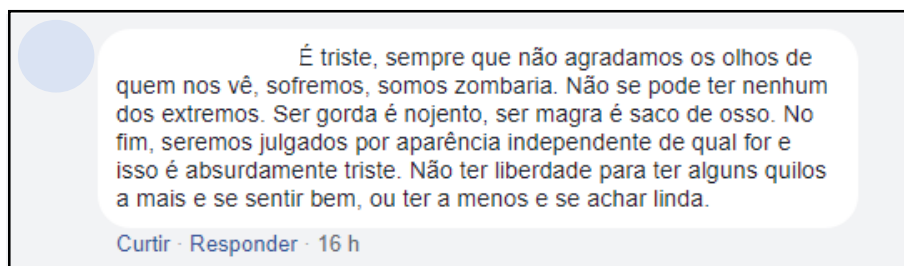 É triste, sempre que não agradamos os olhos de
quem nos vê, sofremos, somos zombaria. Não se pode ter nenhum
dos extremos. Ser gorda é nojento, ser magra é saco de osso. No
fim, seremos julgados por aparência independente de qual for e
isso é absurdamente triste. Não ter liberdade para ter alguns quilos
a mais e se sentir bem, ou ter a menos e se achar linda.
Curtir · Responder · 16 h